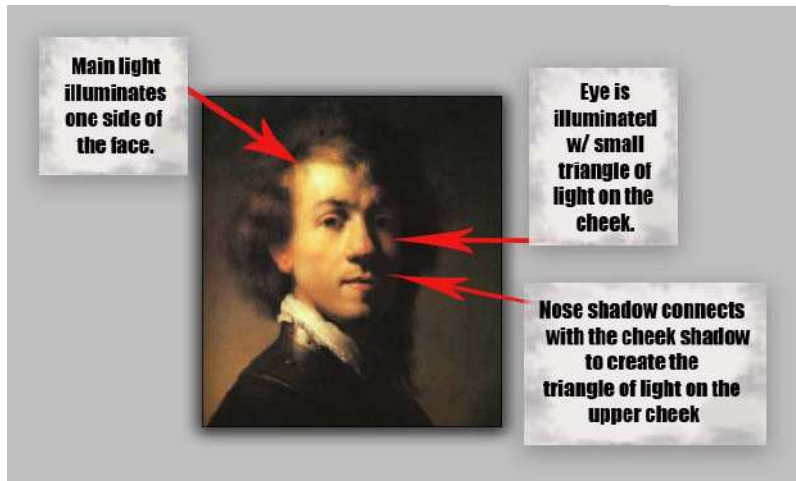 Main light
illuminates
one side of
the face.
Eye is
illuminated
w/ small
triangle of
light on the
cheek.
Nose shadow connects
with the cheek shadow
to create the
triangle of light on the
upper cheek